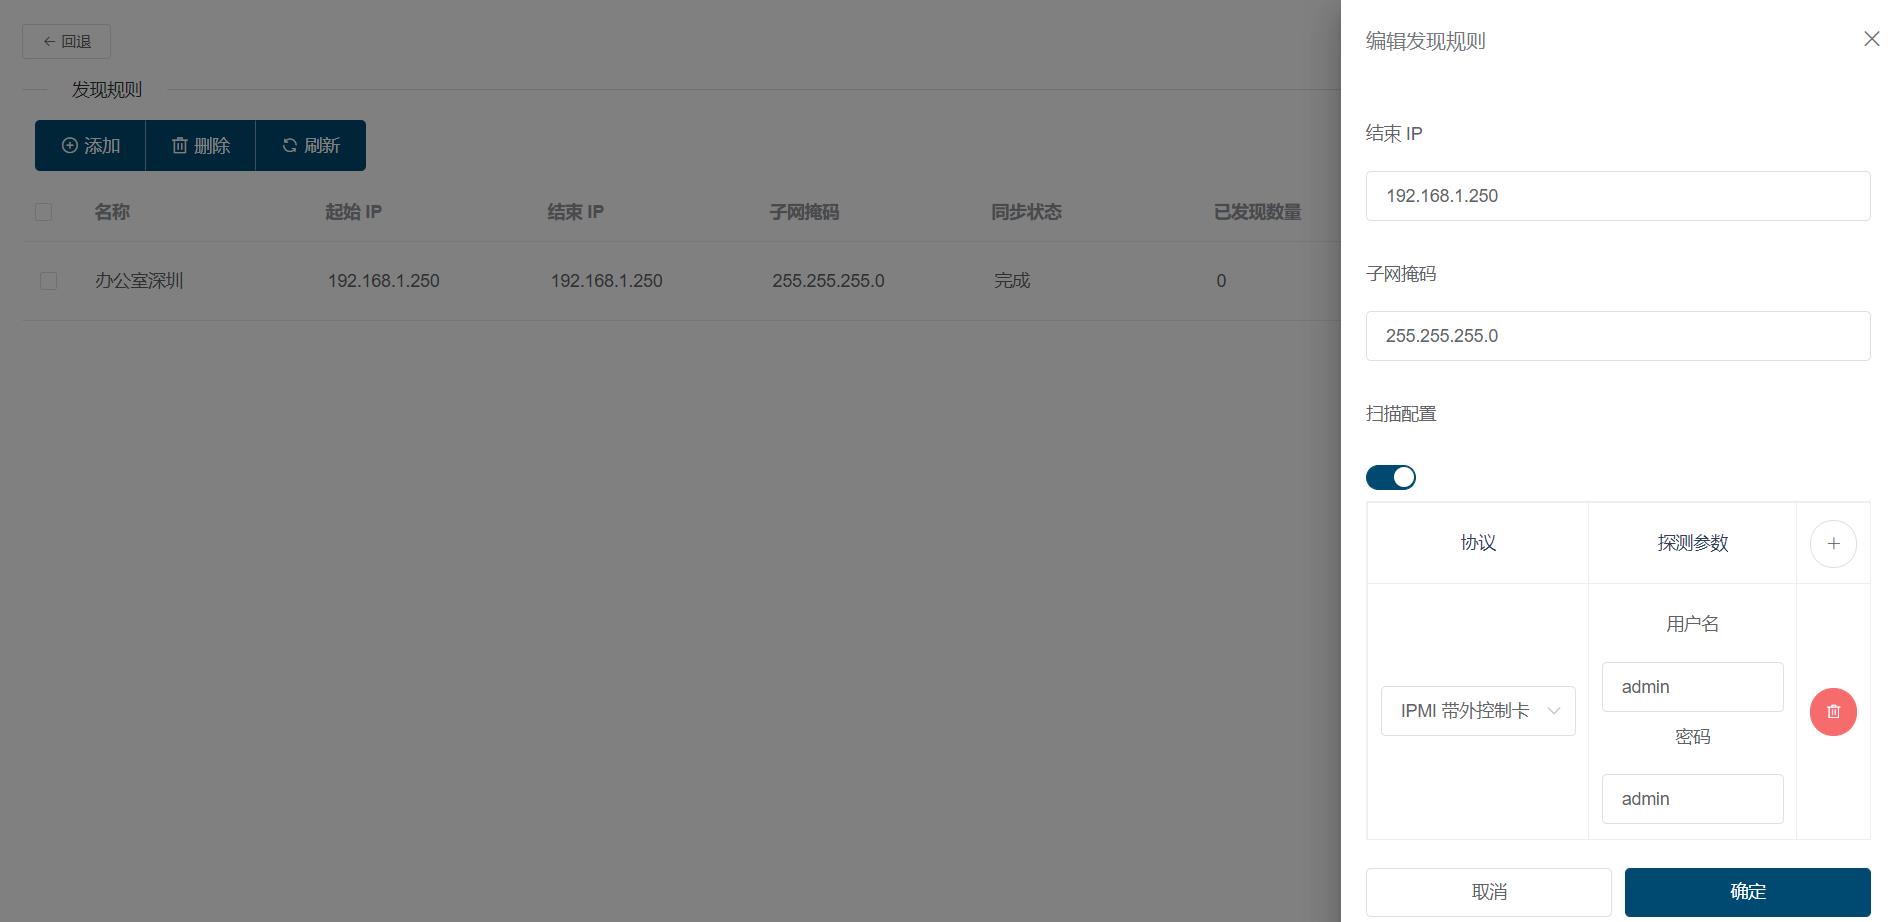 回退
发现规则
添加 删除 刷新
名称 起始 IP 结束 IP 子网掩码 同步状态 已发现数量
办公室深圳 192.168.1.250 192.168.1.250 255.255.255.0 完成 0
编辑发现规则
结束 IP
192.168.1.250
子网掩码
255.255.255.0
扫描配置
协议 探测参数
用户名
admin
IPMI 带外控制卡
密码
admin
取消 确定